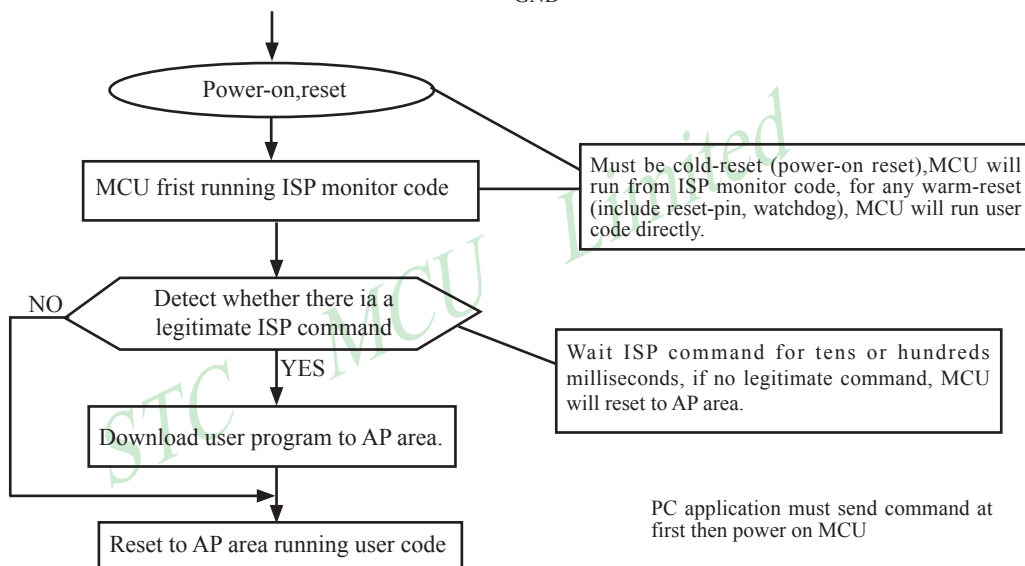 GND
Power-on,reset
MCU frist running ISP monitor code
Must be cold-reset (power-on reset),MCU will
run from ISP monitor code, for any warm-reset
(include reset-pin, watchdog), MCU will run user
code directly.
NO
Detect whether there ia a
legitimate ISP command
YES
Wait ISP command for tens or hundreds
milliseconds, if no legitimate command, MCU
will reset to AP area.
Download user program to AP area.
Reset to AP area running user code
PC application must send command at
first then power on MCU
STC MCU Limited